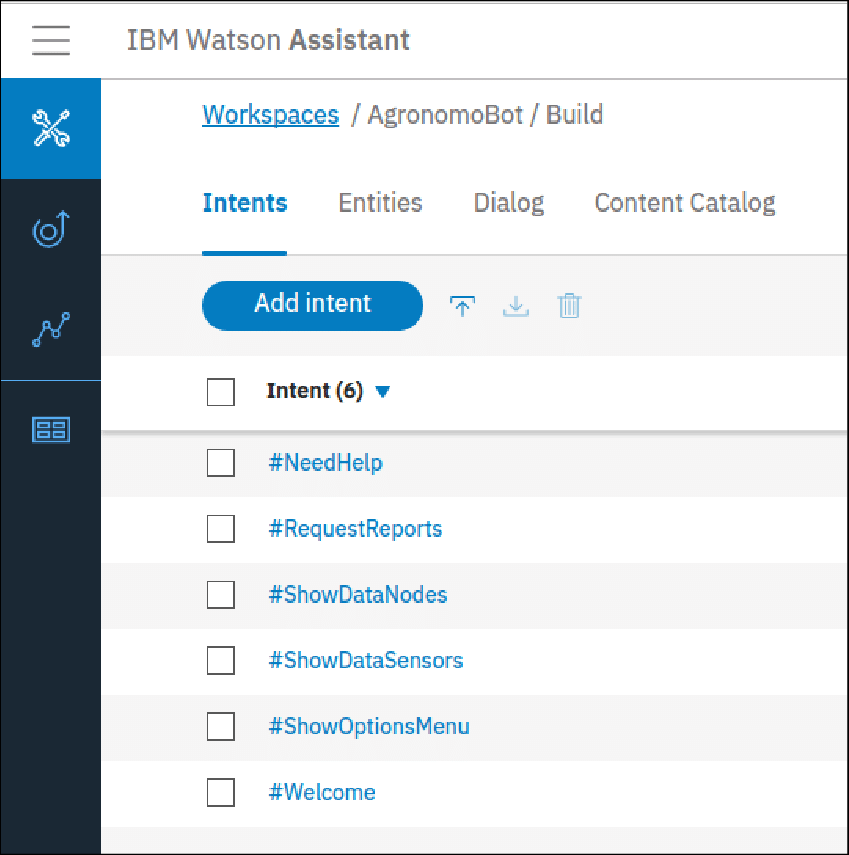 IBM Watson Assistant
Workspaces / AgronomoBot / Build
Intents Entities Dialog Content Catalog
Add intent
Intent (6)
#NeedHelp
#RequestReports
#ShowDataNodes
#ShowDataSensors
#ShowOptionsMenu
#Welcome